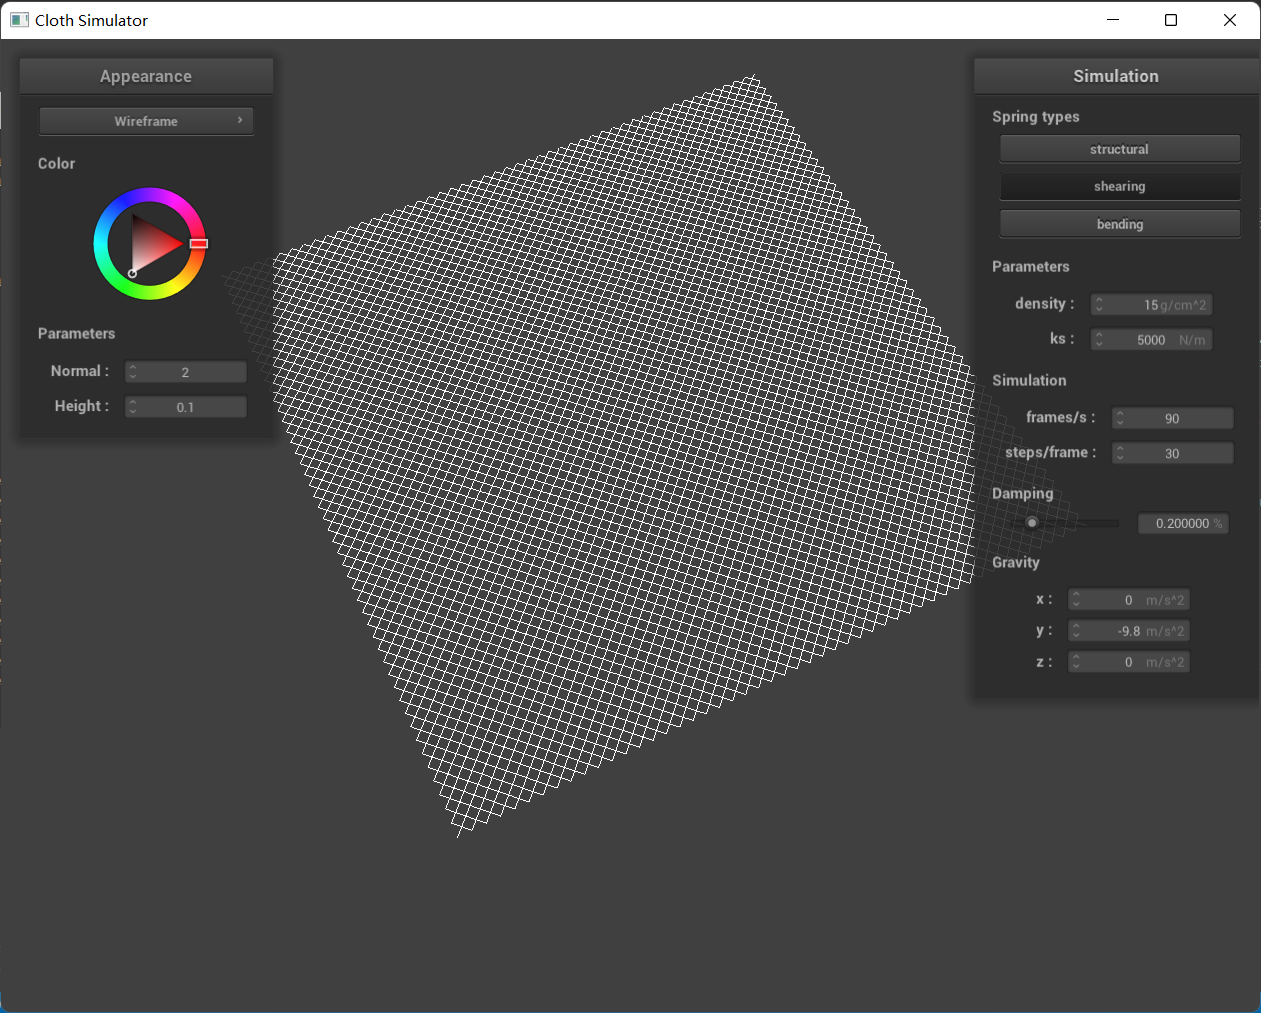 Cloth Simulator
Appearance
Wireframe
Color
Parameters
Normal : 2
Height : 0.1
Simulation
Spring types
structural
shearing
bending
Parameters
density : 15 g/cm^2
ks : 5000 N/m
Simulation
frames/s : 90
steps/frame : 30
Damping
0.200000 %
Gravity
x : 0 m/s^2
y : -9.8 m/s^2
z : 0 m/s^2